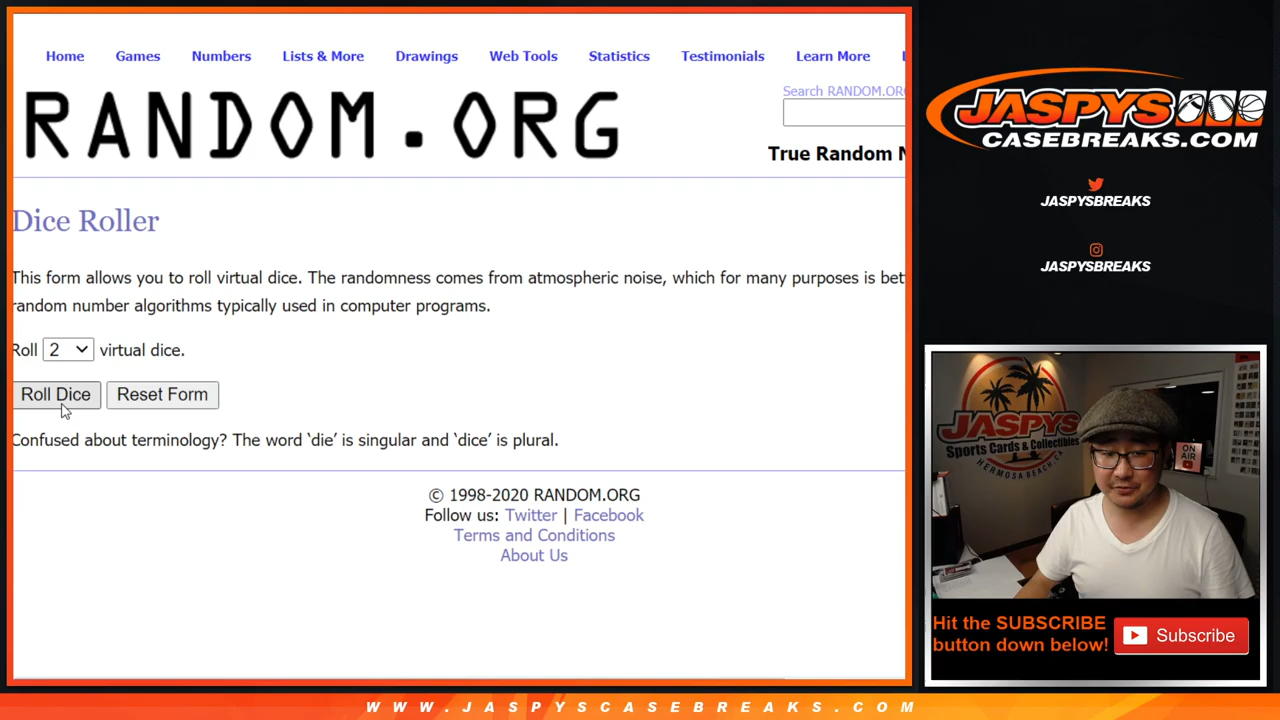 Home Games Numbers Lists & More Drawings Web Tools Statistics Testimonials Learn More
Search RANDOM.ORG
RANDOM.ORG
True Random N
Dice Roller
This form allows you to roll virtual dice. The randomness comes from atmospheric noise, which for many purposes is bet
random number algorithms typically used in computer programs.
Roll 2 virtual dice.
Roll Dice Reset Form
Confused about terminology? The word ‘die’ is singular and ‘dice’ is plural.
© 1998-2020 RANDOM.ORG
Follow us: Twitter | Facebook
Terms and Conditions
About Us
JASPYS
CASEBREAKS.COM
JASPYSBREAKS
JASPYSBREAKS
JASPYS
Sports Cards & Collectibles
HERMOSA BEACH, CA
ON
AIR
Hit the SUBSCRIBE
button down below!
Subscribe
WWW.JASPYSCASEBREAKS.COM